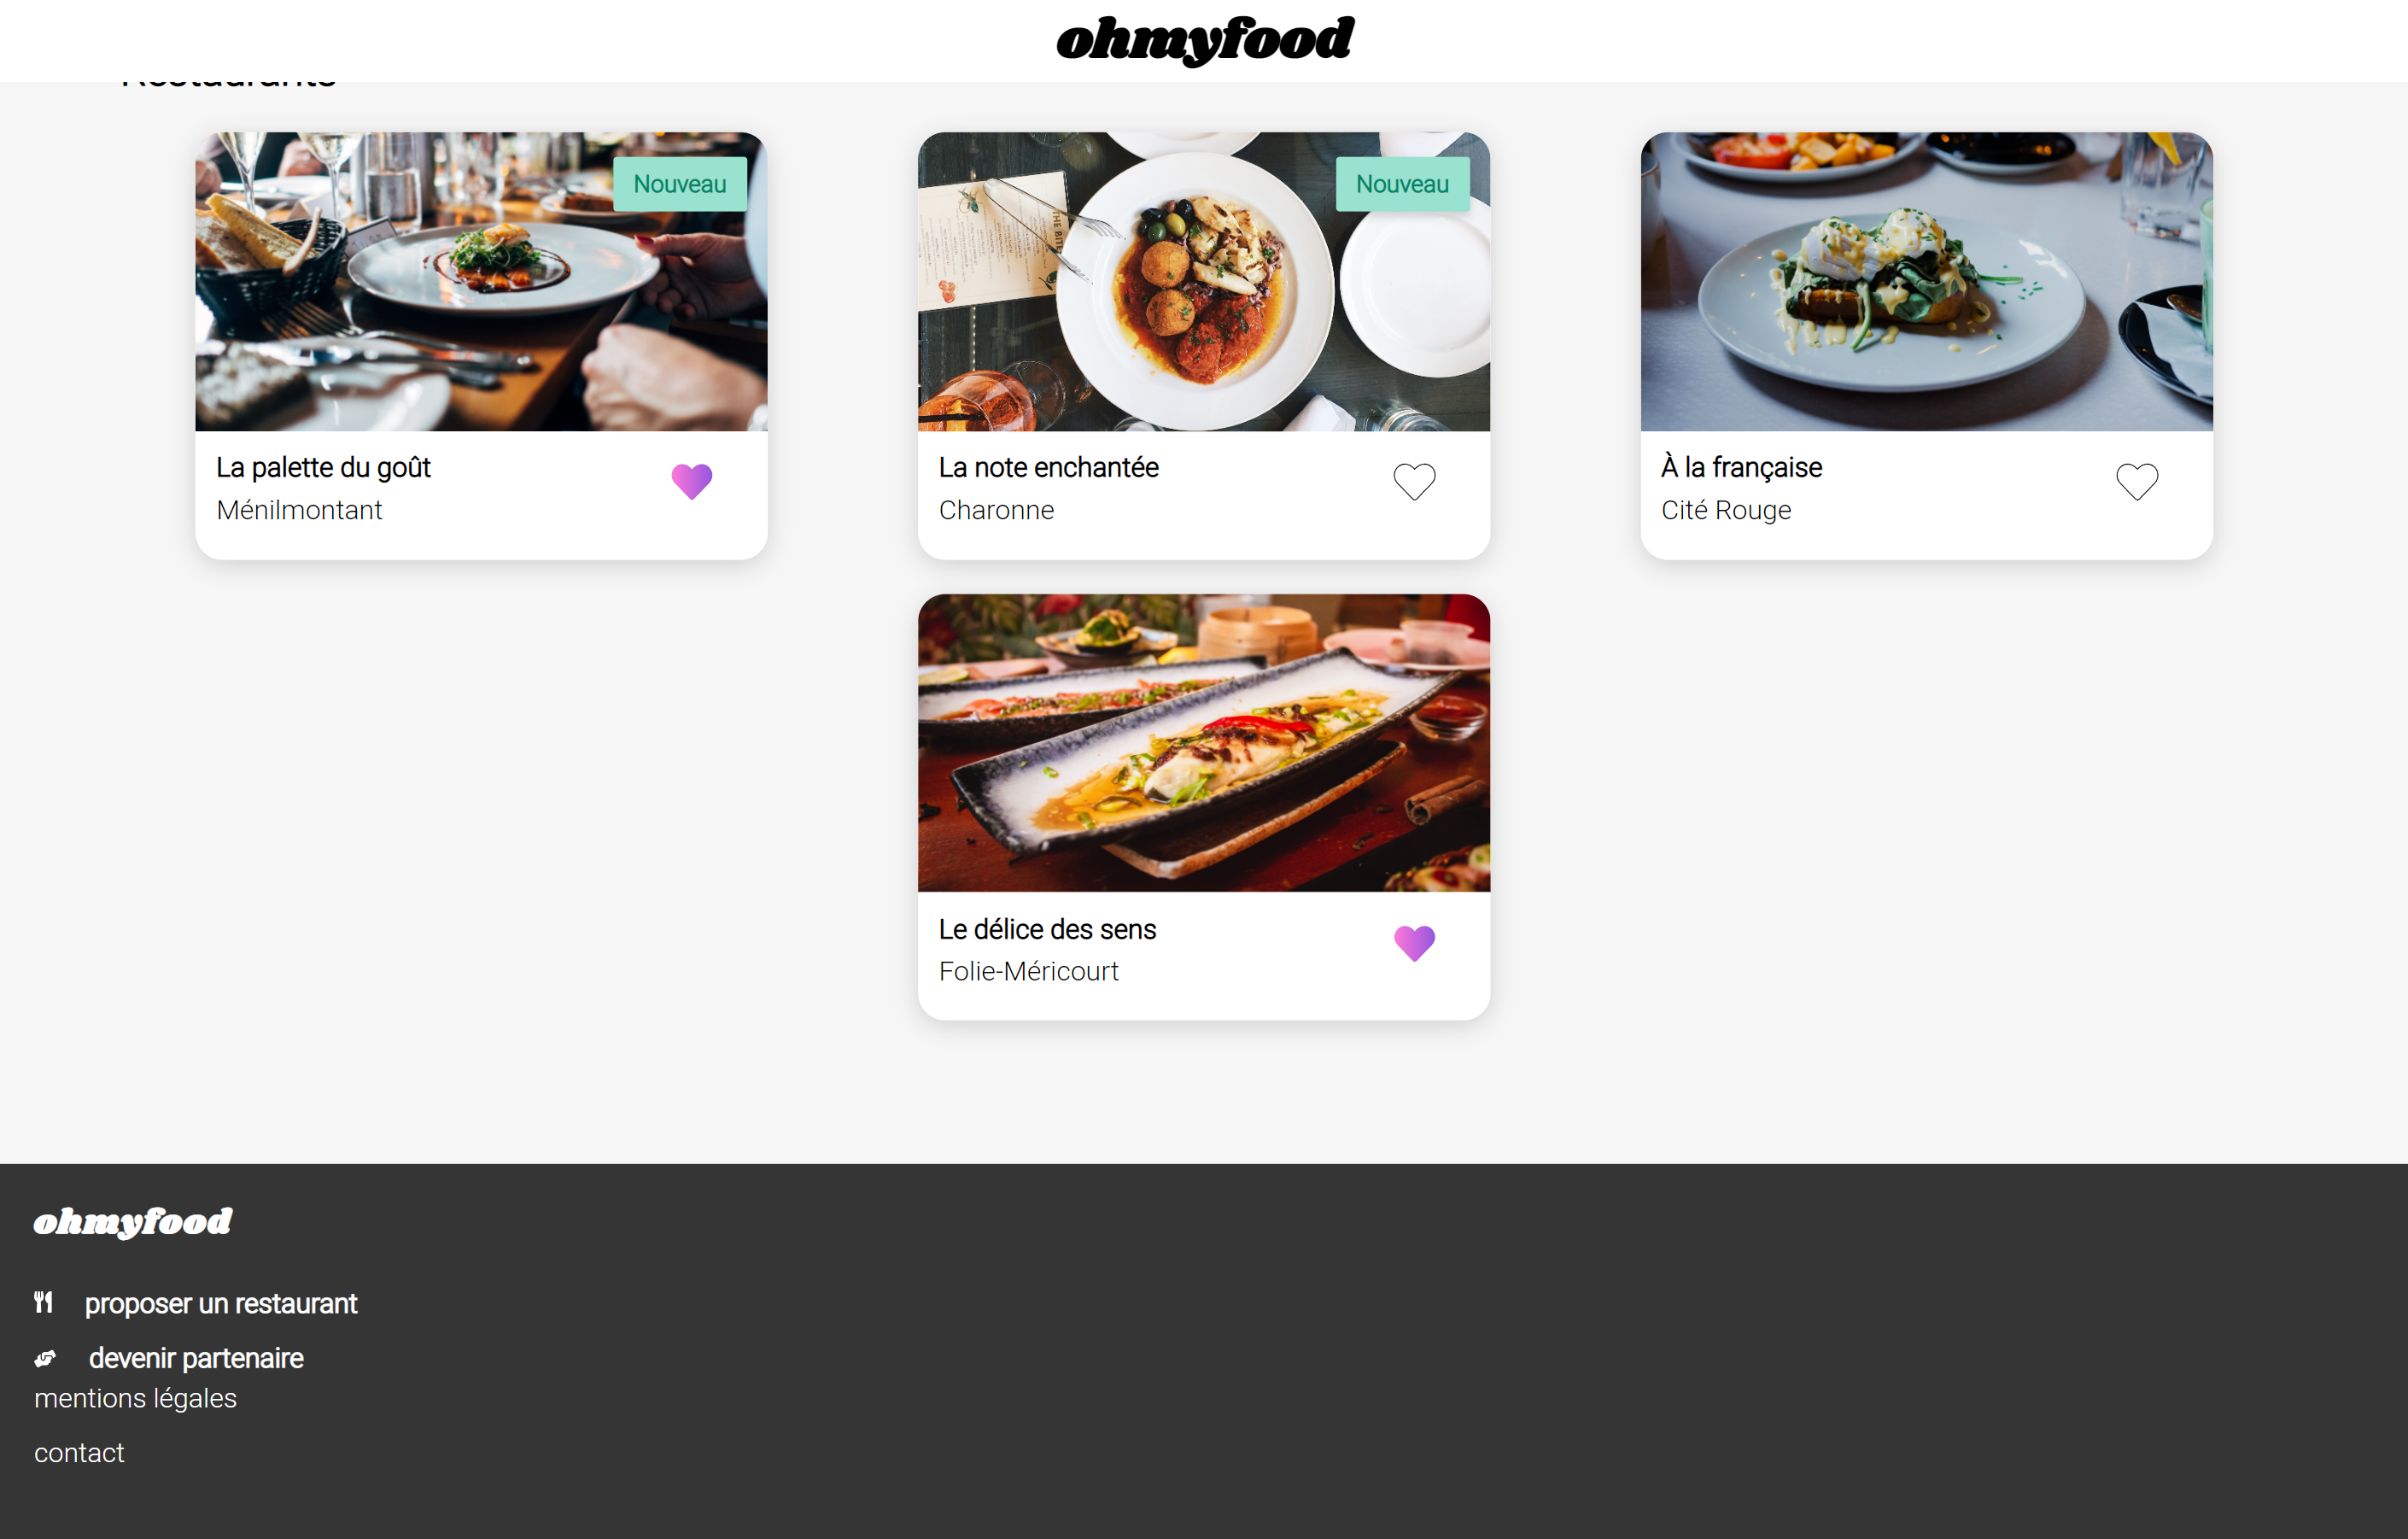 ohmyfood
Restaurants
Nouveau
Nouveau
La palette du goût
Ménilmontant
La note enchantée
Charonne
À la française
Cité Rouge
Le délice des sens
Folie-Méricourt
ohmyfood
proposer un restaurant
devenir partenaire
mentions légales
contact